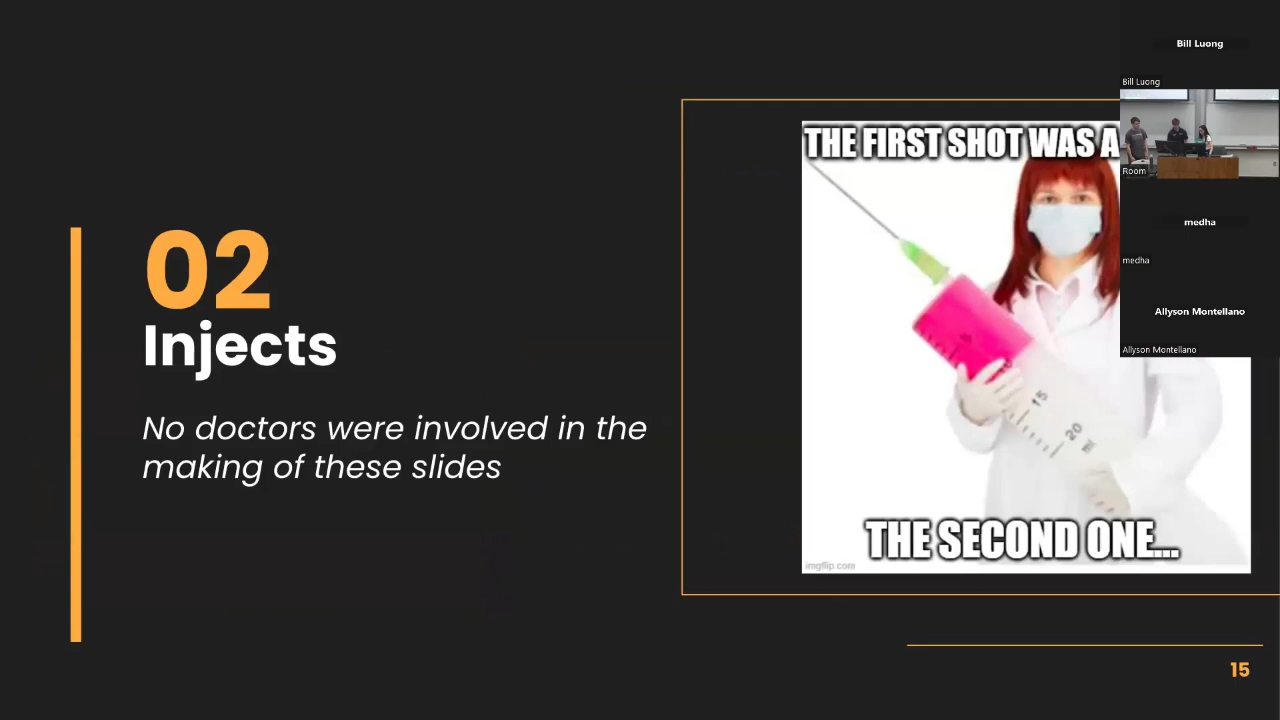 02
Injects
No doctors were involved in the
making of these slides
THE FIRST SHOT WAS A
15
20
ml
THE SECOND ONE...
imgflip.com
Bill Luong
Bill Luong
Room
medha
medha
Allyson Montellano
Allyson Montellano
15